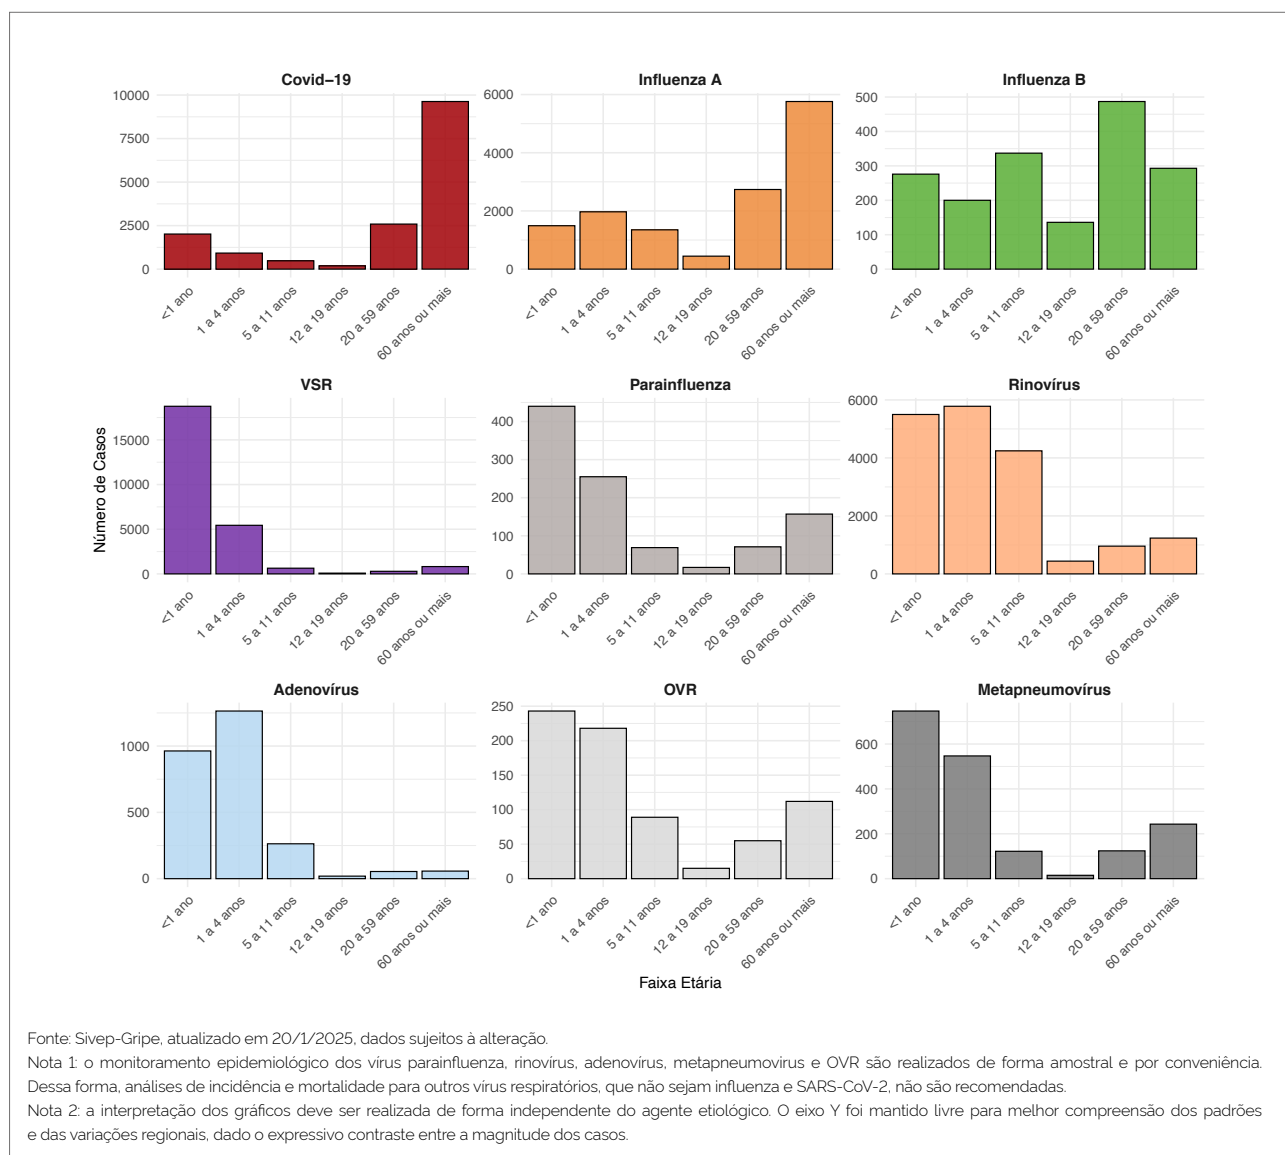 Covid−19
10000
7500
5000
2500
0
<1 ano
1 a 4 anos
5 a 11 anos
12 a 19 anos
20 a 59 anos
60 anos ou mais
Influenza A
6000
4000
2000
0
<1 ano
1 a 4 anos
5 a 11 anos
12 a 19 anos
20 a 59 anos
60 anos ou mais
Influenza B
500
400
300
200
100
0
<1 ano
1 a 4 anos
5 a 11 anos
12 a 19 anos
20 a 59 anos
60 anos ou mais
Número de Casos
VSR
15000
10000
5000
0
<1 ano
1 a 4 anos
5 a 11 anos
12 a 19 anos
20 a 59 anos
60 anos ou mais
Parainfluenza
400
300
200
100
0
<1 ano
1 a 4 anos
5 a 11 anos
12 a 19 anos
20 a 59 anos
60 anos ou mais
Rinovírus
6000
4000
2000
0
<1 ano
1 a 4 anos
5 a 11 anos
12 a 19 anos
20 a 59 anos
60 anos ou mais
Adenovírus
1000
500
0
<1 ano
1 a 4 anos
5 a 11 anos
12 a 19 anos
20 a 59 anos
60 anos ou mais
OVR
250
200
150
100
50
0
<1 ano
1 a 4 anos
5 a 11 anos
12 a 19 anos
20 a 59 anos
60 anos ou mais
Metapneumovírus
600
400
200
0
<1 ano
1 a 4 anos
5 a 11 anos
12 a 19 anos
20 a 59 anos
60 anos ou mais
Faixa Etária
Fonte: Sivep-Gripe, atualizado em 20/1/2025, dados sujeitos à alteração.
Nota 1: o monitoramento epidemiológico dos vírus parainfluenza, rinovírus, adenovírus, metapneumovirus e OVR são realizados de forma amostral e por conveniência.
Dessa forma, análises de incidência e mortalidade para outros vírus respiratórios, que não sejam influenza e SARS-CoV-2, não são recomendadas.
Nota 2: a interpretação dos gráficos deve ser realizada de forma independente do agente etiológico. O eixo Y foi mantido livre para melhor compreensão dos padrões
e das variações regionais, dado o expressivo contraste entre a magnitude dos casos.